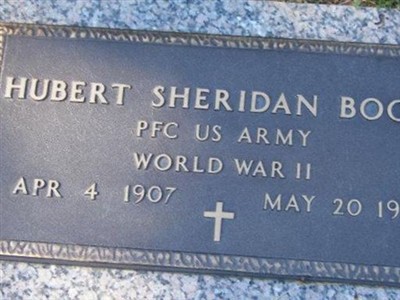 HUBERT SHERIDAN
PFC US ARMY
WORLD WAR II
APR 4 1907 MAY 20